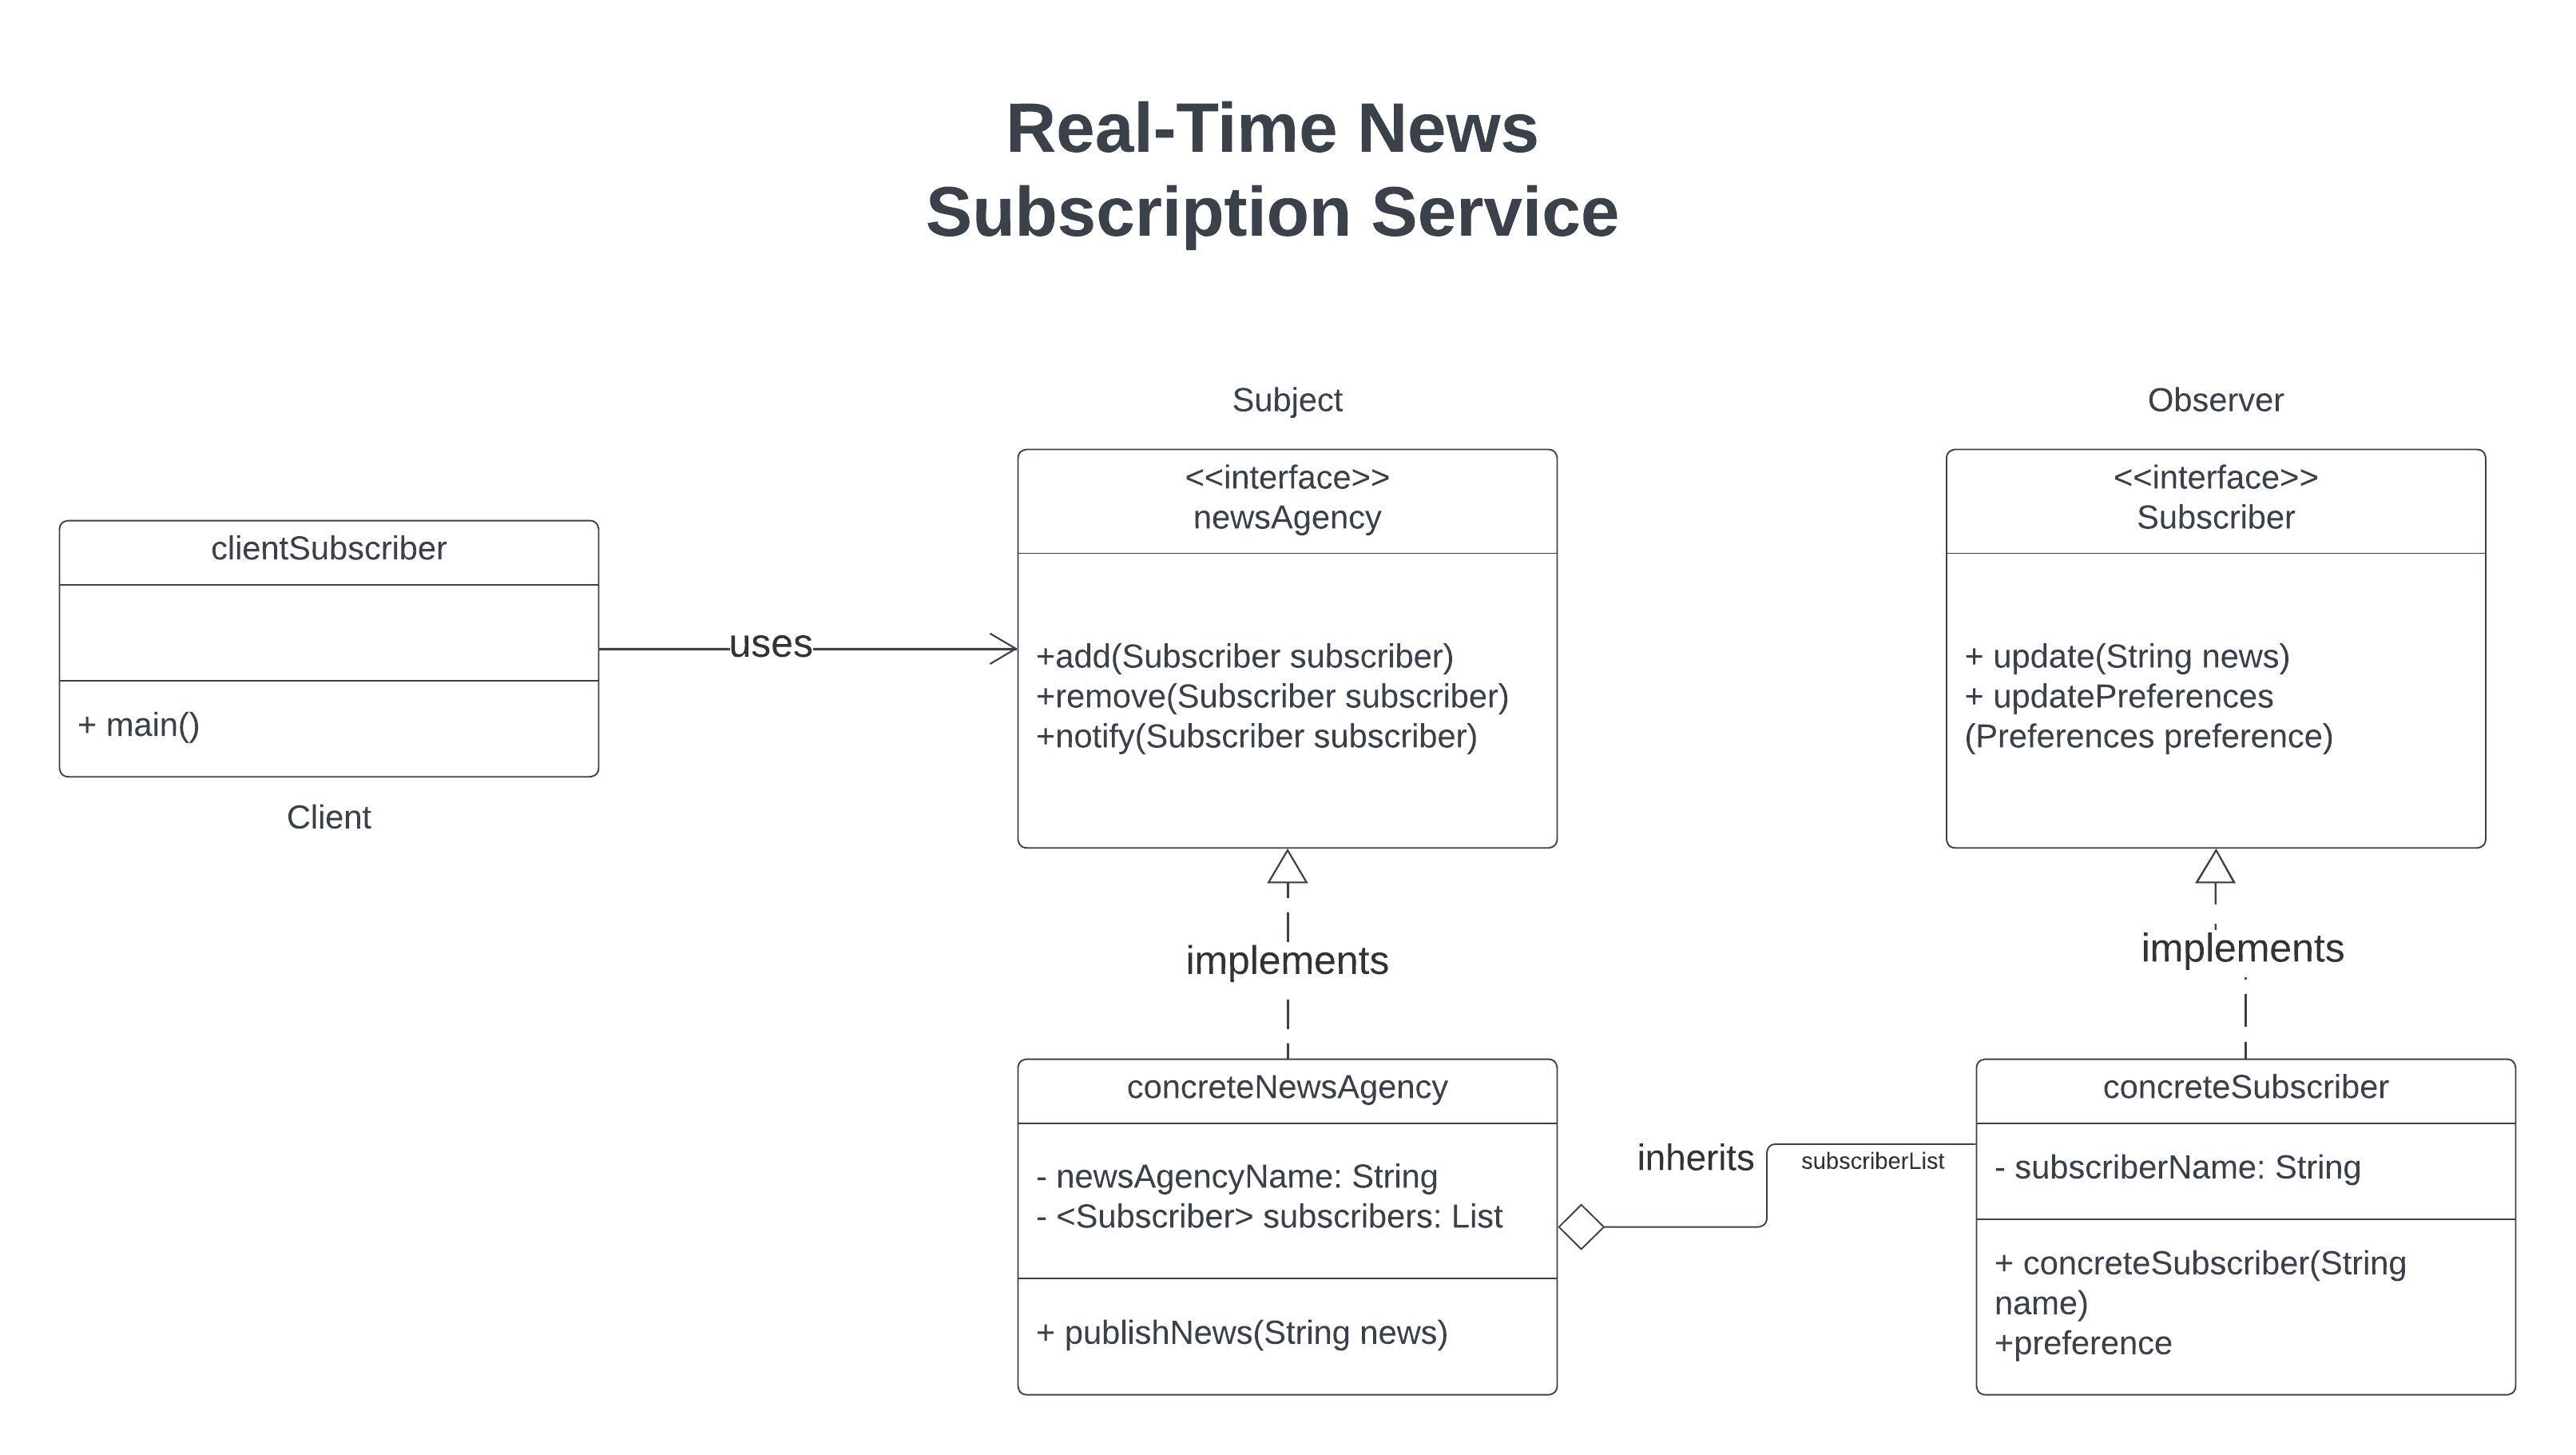 Real-Time News
Subscription Service
Subject
Observer
<<interface>>
newsAgency
<<interface>>
Subscriber
clientSubscriber
uses
+add(Subscriber subscriber)
+remove(Subscriber subscriber)
+notify(Subscriber subscriber)
+ update(String news)
+ updatePreferences
(Preferences preference)
+ main()
Client
implements
implements
concreteNewsAgency
- newsAgencyName: String
- <Subscriber> subscribers: List
+ publishNews(String news)
inherits
subscriberList
concreteSubscriber
- subscriberName: String
+ concreteSubscriber(String
name)
+preference